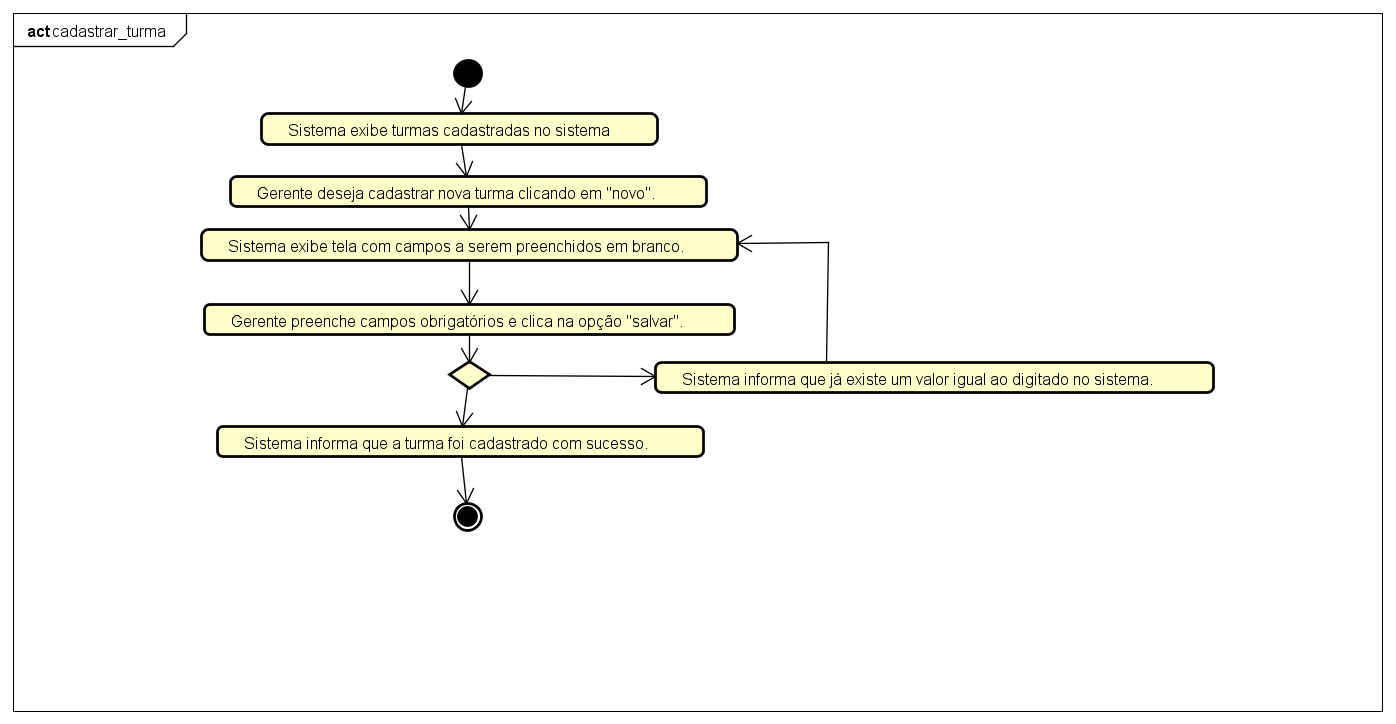 act cadastrar_turma
Sistema exibe turmas cadastradas no sistema
Gerente deseja cadastrar nova turma clicando em "novo".
Sistema exibe tela com campos a serem preenchidos em branco.
Gerente preenche campos obrigatórios e clica na opção "salvar".
Sistema informa que já existe um valor igual ao digitado no sistema.
Sistema informa que a turma foi cadastrado com sucesso.